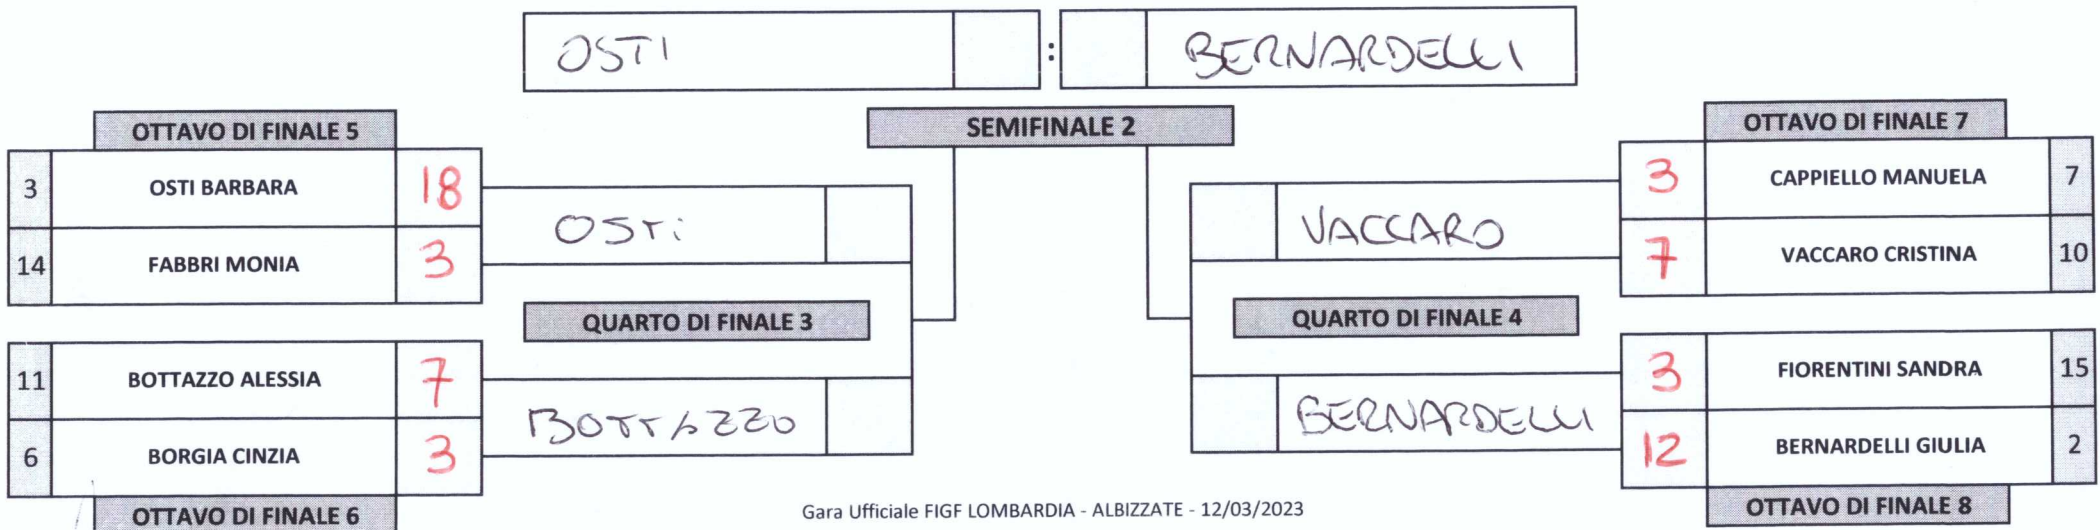 OSTI : BERNARDELLI
SEMIFINALE 2
OTTAVO DI FINALE 5
3 OSTI BARBARA 18
14 FABBRI MONIA 3
OSTi
QUARTO DI FINALE 3
11 BOTTAZZO ALESSIA 7
6 BORGIA CINZIA 3
BOTTAZZO
OTTAVO DI FINALE 6
OTTAVO DI FINALE 7
3 CAPPIELLO MANUELA 7
7 VACCARO CRISTINA 10
VACCARO
QUARTO DI FINALE 4
3 FIORENTINI SANDRA 15
12 BERNARDELLI GIULIA 2
BERNARDELLI
OTTAVO DI FINALE 8
Gara Ufficiale FIGF LOMBARDIA - ALBIZZATE - 12/03/2023